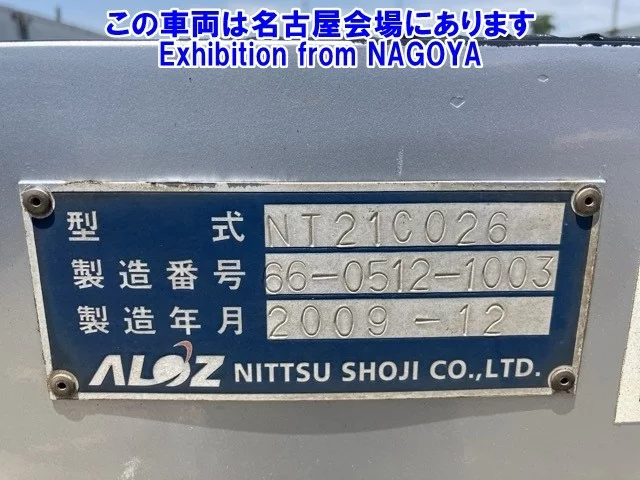 この車両は名古屋会場にあります
Exhibition from NAGOYA
型 式 NT21C026
製造番号 66-0512-1003
製造年月 2009-12
ALOZ NITTSU SHOJI CO.,LTD.